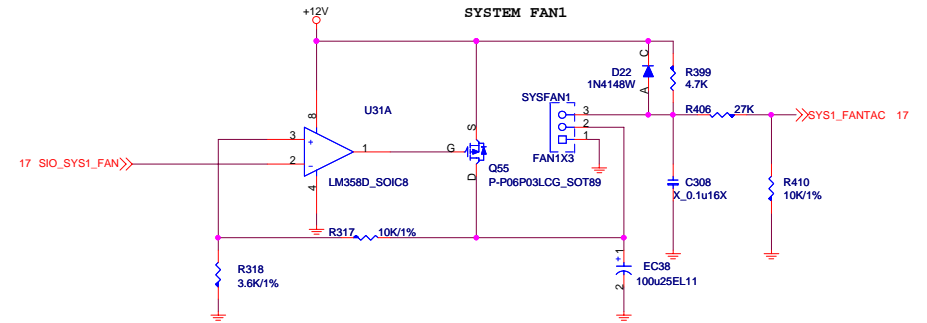 SYSTEM FAN1
+12V
D22
1N4148W
C
A
R399
4.7K
U31A
SYSFAN1
3
2
1
FAN1X3
R406
27K
SYS1_FANTAC 17
17 SIO_SYS1_FAN
8
3
+
2
-
1
4
LM358D_SOIC8
S
G
D
Q55
P-P06P03LCG_SOT89
C308
X_0.1u16X
R410
10K/1%
R317
10K/1%
R318
3.6K/1%
1
+
2
EC38
100u25EL11